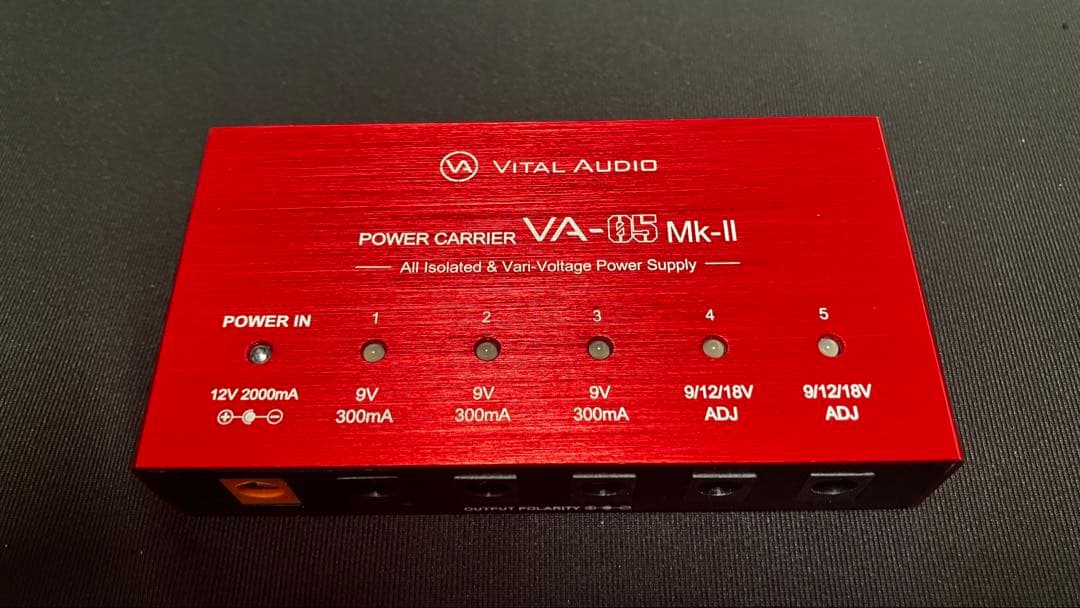 VA VITAL AUDIO
POWER CARRIER VA-05 Mk-II
All Isolated & Vari-Voltage Power Supply
POWER IN 1 2 3 4 5
12V 2000mA 9V 300mA 9V 300mA 9V 300mA 9/12/18V ADJ 9/12/18V ADJ
OUTPUT POLARITY